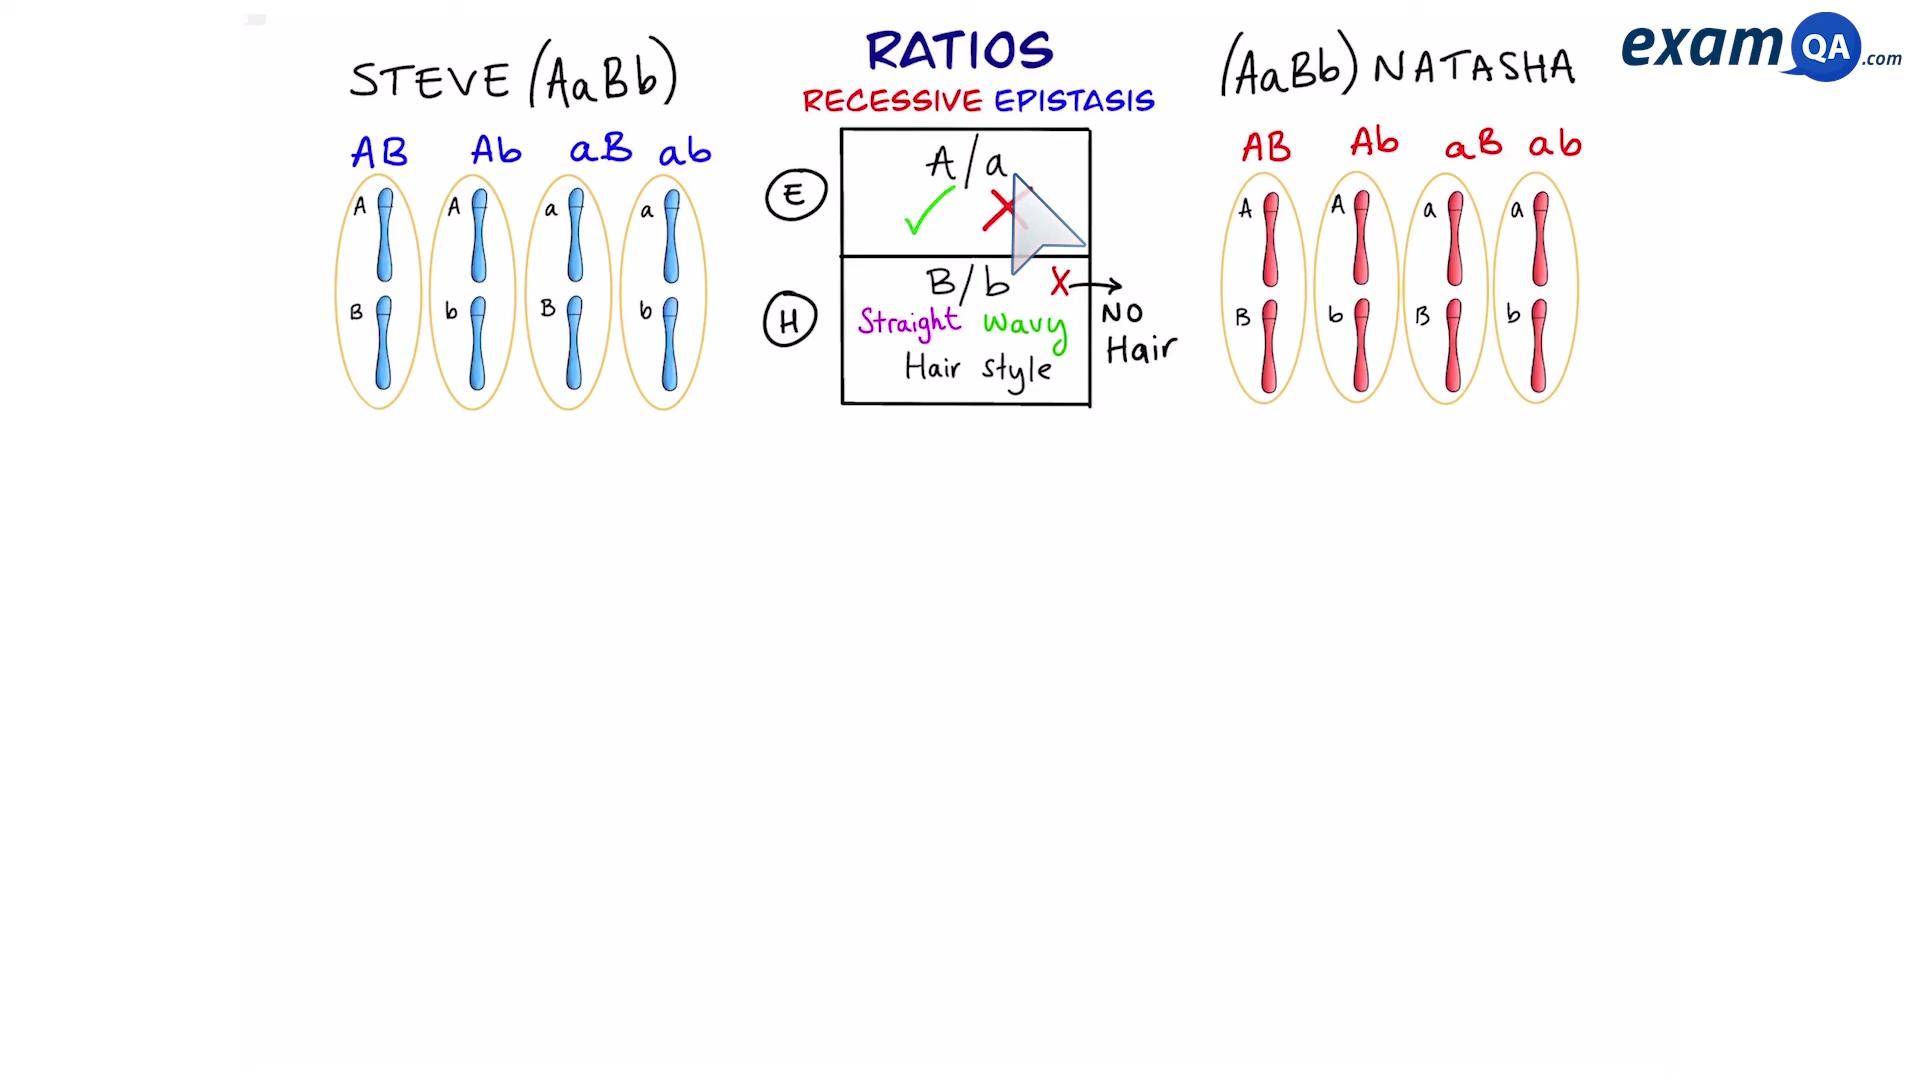 STEVE (AaBb)
AB Ab aB ab
A A a a
B b B b
RATIOS
RECESSIVE EPISTASIS
E
A/a
H
B/b X
Straight wavy
Hair style
NO
Hair
(AaBb) NATASHA
AB Ab aB ab
A A a a
B b B b
examQA.com